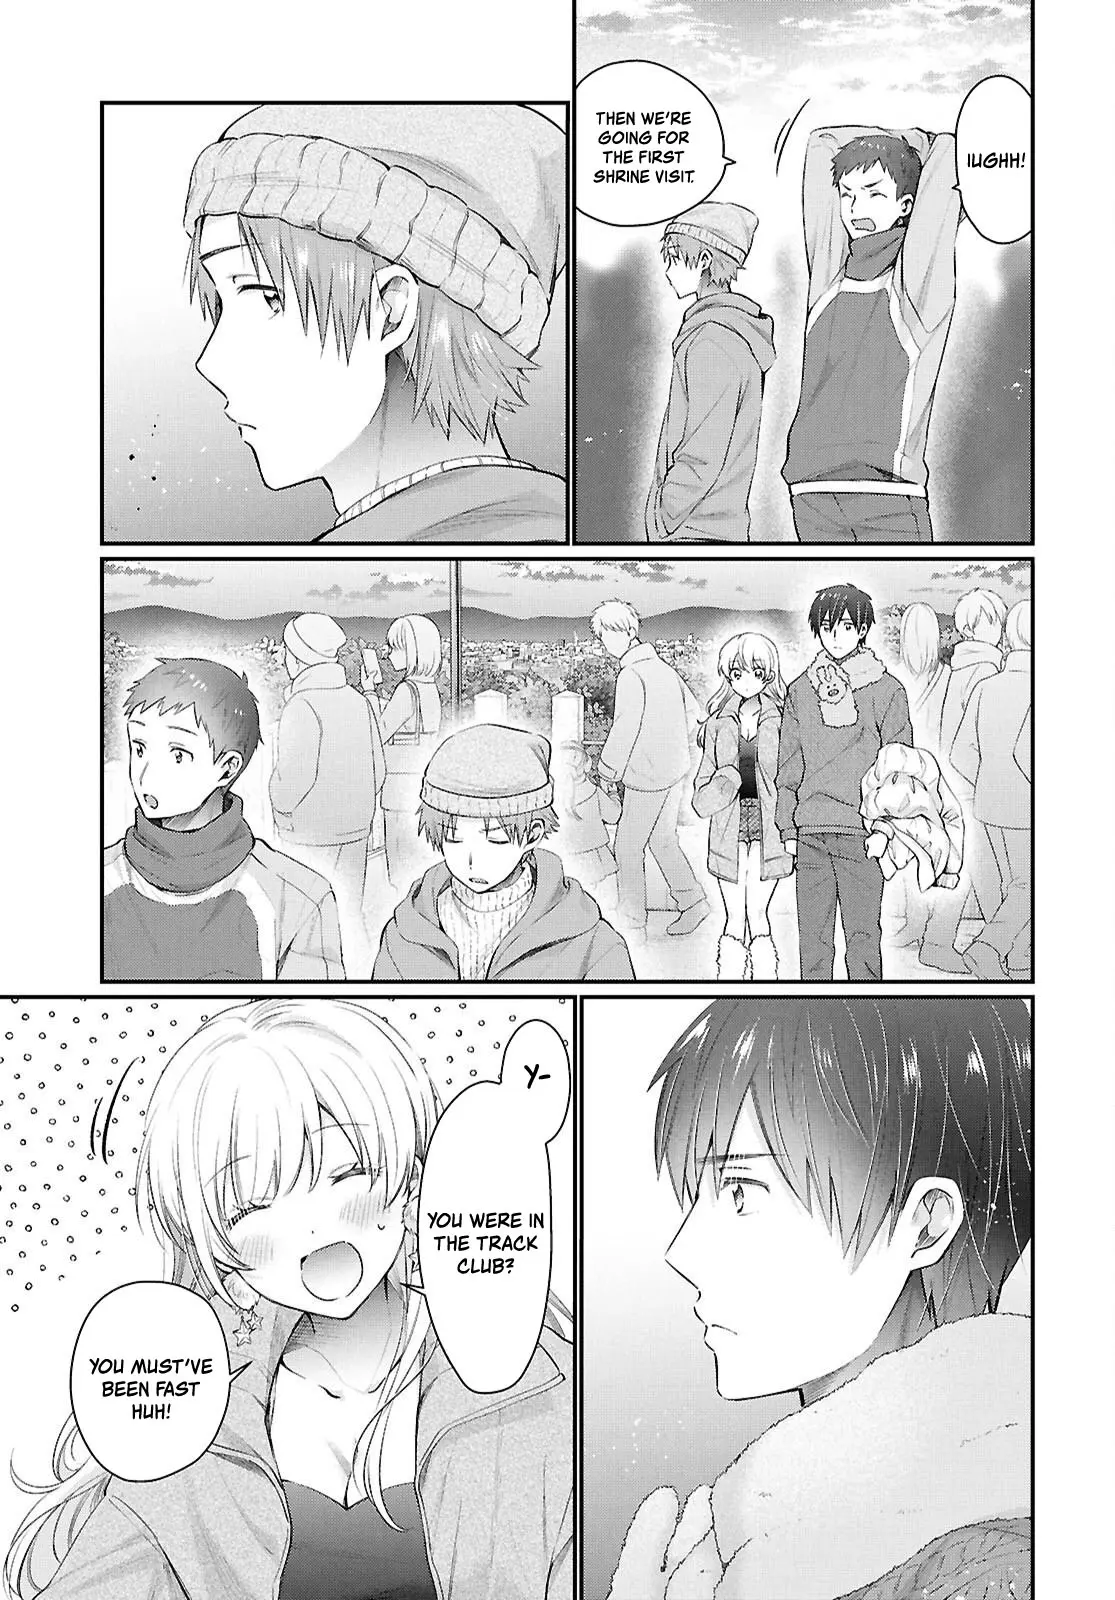 IUGHH!
THEN WE'RE
GOING FOR
THE FIRST
SHRINE VISIT.
Y-
YOU WERE IN
THE TRACK
CLUB?
YOU MUST'VE
BEEN FAST
HUH!